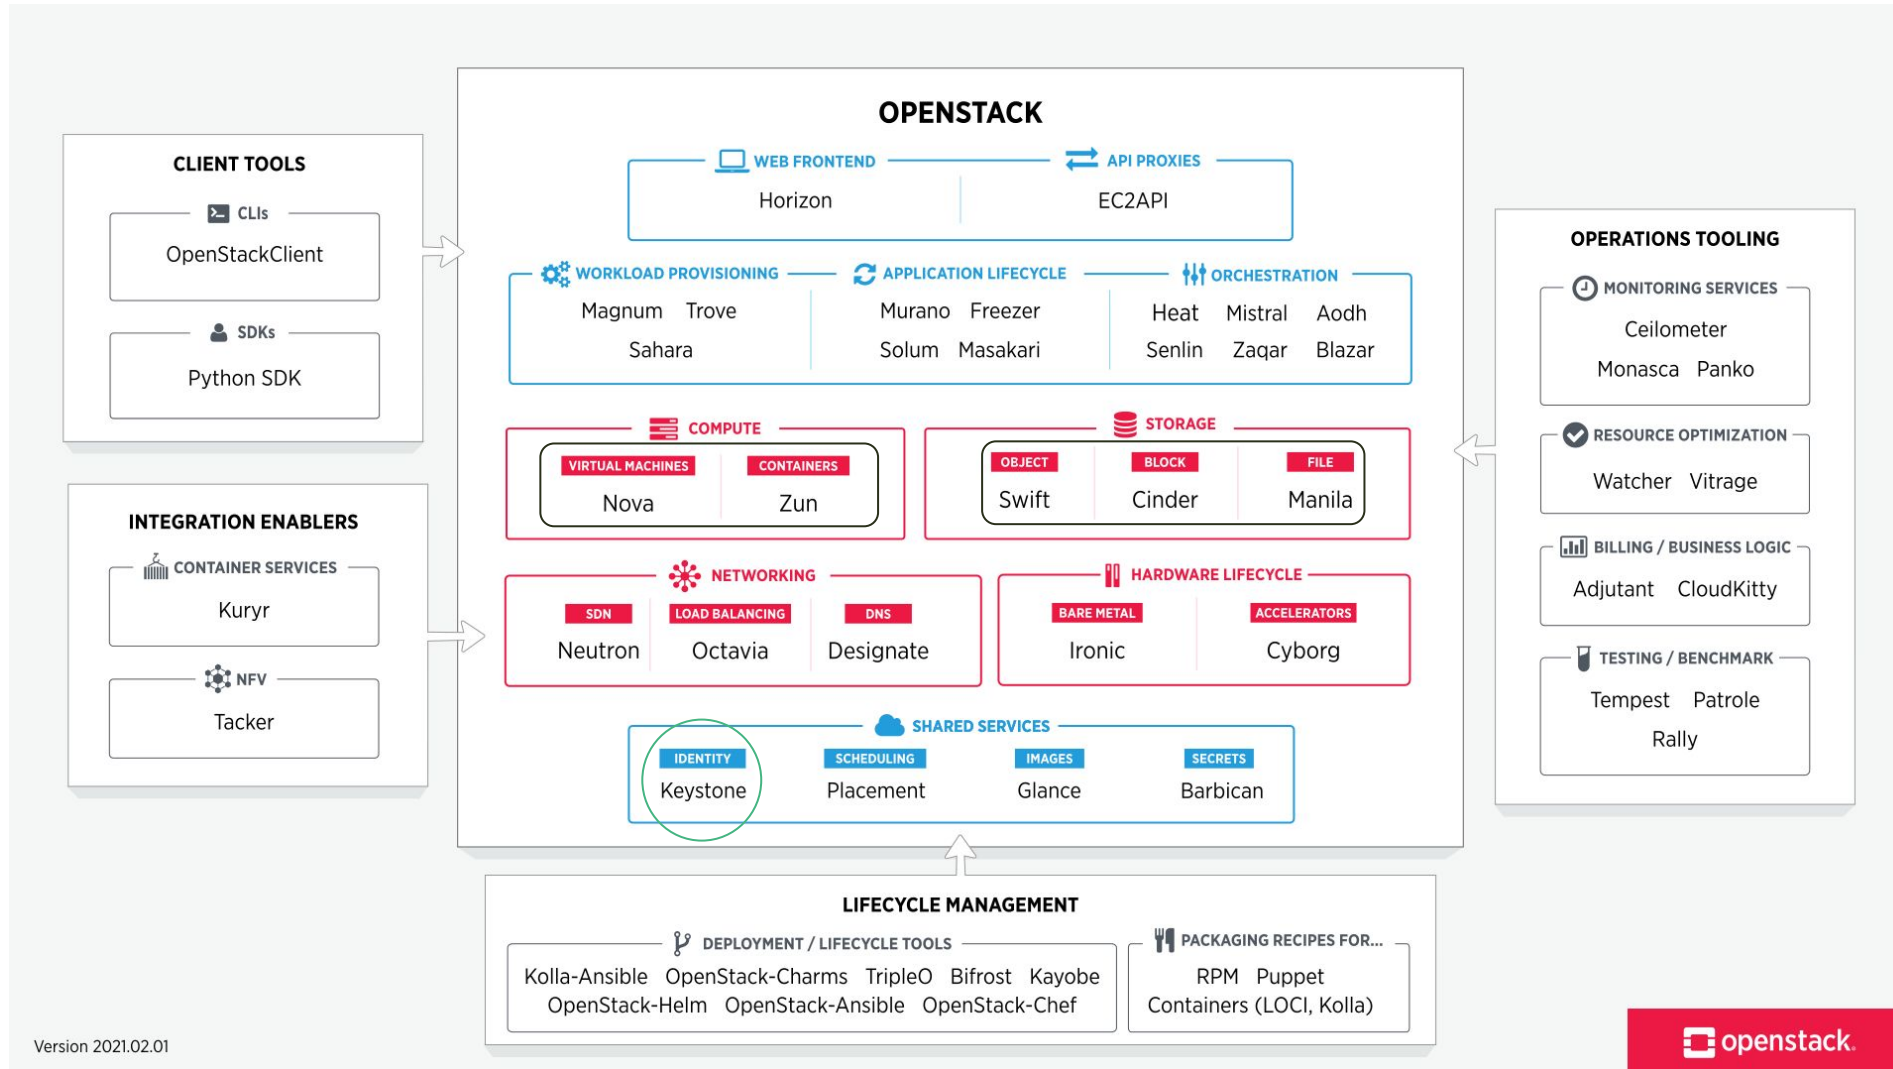 OPENSTACK
WEB FRONTEND
Horizon
API PROXIES
EC2API
WORKLOAD PROVISIONING
Magnum Trove
Sahara
APPLICATION LIFECYCLE
Murano Freezer
Solum Masakari
ORCHESTRATION
Heat Mistral Aodh
Senlin Zaqar Blazar
COMPUTE
VIRTUAL MACHINES
Nova
CONTAINERS
Zun
STORAGE
OBJECT
Swift
BLOCK
Cinder
FILE
Manila
NETWORKING
SDN
Neutron
LOAD BALANCING
Octavia
DNS
Designate
HARDWARE LIFECYCLE
BARE METAL
Ironic
ACCELERATORS
Cyborg
SHARED SERVICES
IDENTITY
Keystone
SCHEDULING
Placement
IMAGES
Glance
SECRETS
Barbican
CLIENT TOOLS
CLIs
OpenStackClient
SDKs
Python SDK
INTEGRATION ENABLERS
CONTAINER SERVICES
Kuryr
NFV
Tacker
OPERATIONS TOOLING
MONITORING SERVICES
Ceilometer
Monasca Panko
RESOURCE OPTIMIZATION
Watcher Vitrage
BILLING / BUSINESS LOGIC
Adjutant CloudKitty
TESTING / BENCHMARK
Tempest Patrole
Rally
LIFECYCLE MANAGEMENT
DEPLOYMENT / LIFECYCLE TOOLS
Kolla-Ansible OpenStack-Charms TripleO Bifrost Kayobe
OpenStack-Helm OpenStack-Ansible OpenStack-Chef
PACKAGING RECIPES FOR...
RPM Puppet
Containers (LOCI, Kolla)
Version 2021.02.01
openstack.